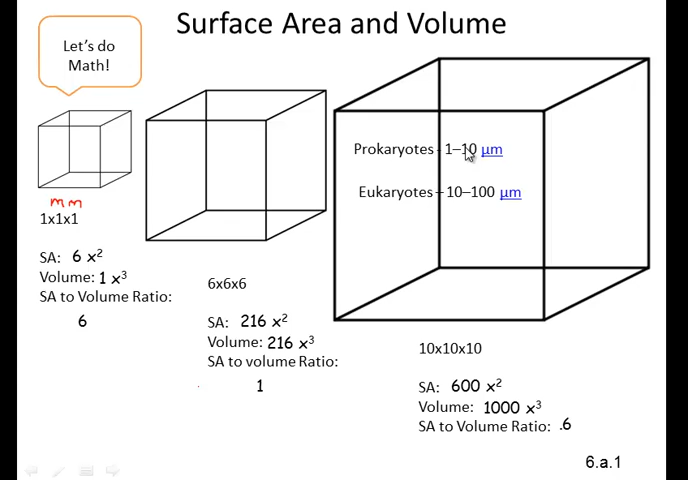 Surface Area and Volume
Let's do
Math!
Prokaryotes - 1–10 μm
Eukaryotes – 10–100 μm
mm
1x1x1
SA: 6 x²
Volume: 1 x³
SA to Volume Ratio:
6
6x6x6
SA: 216 x²
Volume: 216 x³
SA to volume Ratio:
1
10x10x10
SA: 600 x²
Volume: 1000 x³
SA to Volume Ratio: .6
6.a.1